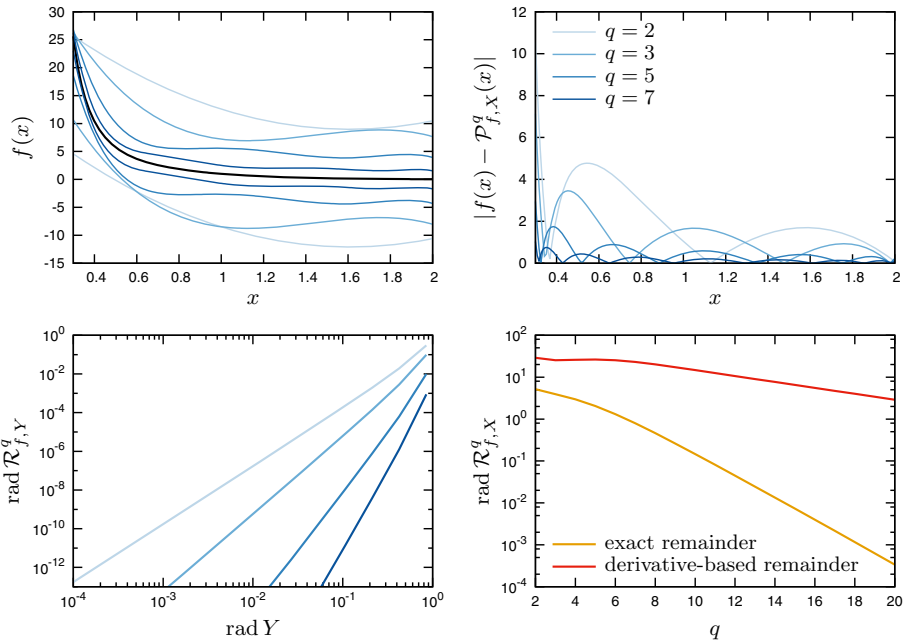 30
25
20
15
10
5
0
-5
-10
-15
0.4 0.6 0.8 1 1.2 1.4 1.6 1.8 2
x
f(x)
12
10
8
6
4
2
0
0.4 0.6 0.8 1 1.2 1.4 1.6 1.8 2
x
|f(x) − 𝒫^q_{f,X}(x)|
q = 2
q = 3
q = 5
q = 7
10^0
10^-2
10^-4
10^-6
10^-8
10^-10
10^-12
10^-4 10^-3 10^-2 10^-1 10^0
rad Y
rad ℛ^q_{f,Y}
10^2
10^1
10^0
10^-1
10^-2
10^-3
10^-4
2 4 6 8 10 12 14 16 18 20
q
rad ℛ^q_{f,X}
exact remainder
derivative-based remainder